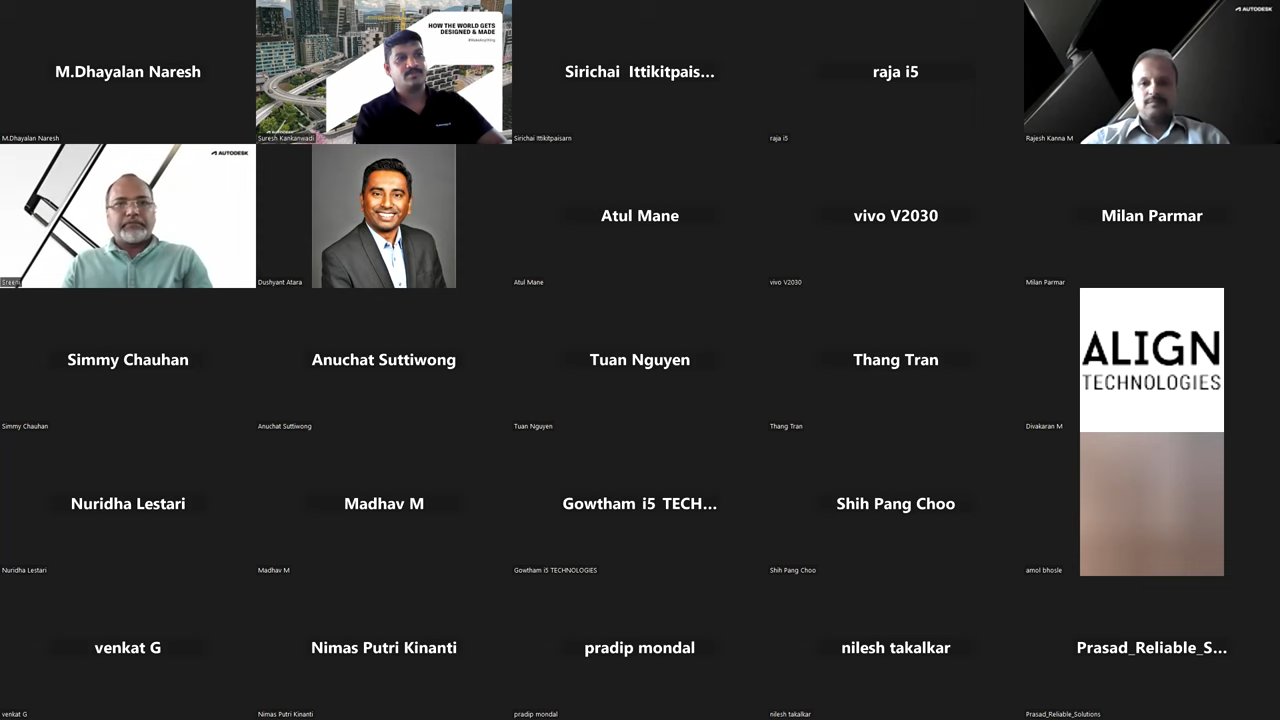 M.Dhayalan Naresh
M.Dhayalan Naresh
HOW THE WORLD GETS
DESIGNED & MADE
#MakeAnything
Suresh Kankanwadi
Sirichai Ittikitpais...
Sirichai Ittikitpaisarn
raja i5
raja i5
AUTODESK
Rajesh Kanna M
AUTODESK
Sreeni
Dushyant Atara
Atul Mane
Atul Mane
vivo V2030
vivo V2030
Milan Parmar
Milan Parmar
Simmy Chauhan
Simmy Chauhan
Anuchat Suttiwong
Anuchat Suttiwong
Tuan Nguyen
Tuan Nguyen
Thang Tran
Thang Tran
ALIGN
TECHNOLOGIES
Divakaran M
Nuridha Lestari
Nuridha Lestari
Madhav M
Madhav M
Gowtham i5 TECH...
Gowtham i5 TECHNOLOGIES
Shih Pang Choo
Shih Pang Choo
amol bhosle
venkat G
venkat G
Nimas Putri Kinanti
Nimas Putri Kinanti
pradip mondal
pradip mondal
nilesh takalkar
nilesh takalkar
Prasad_Reliable_S...
Prasad_Reliable_Solutions